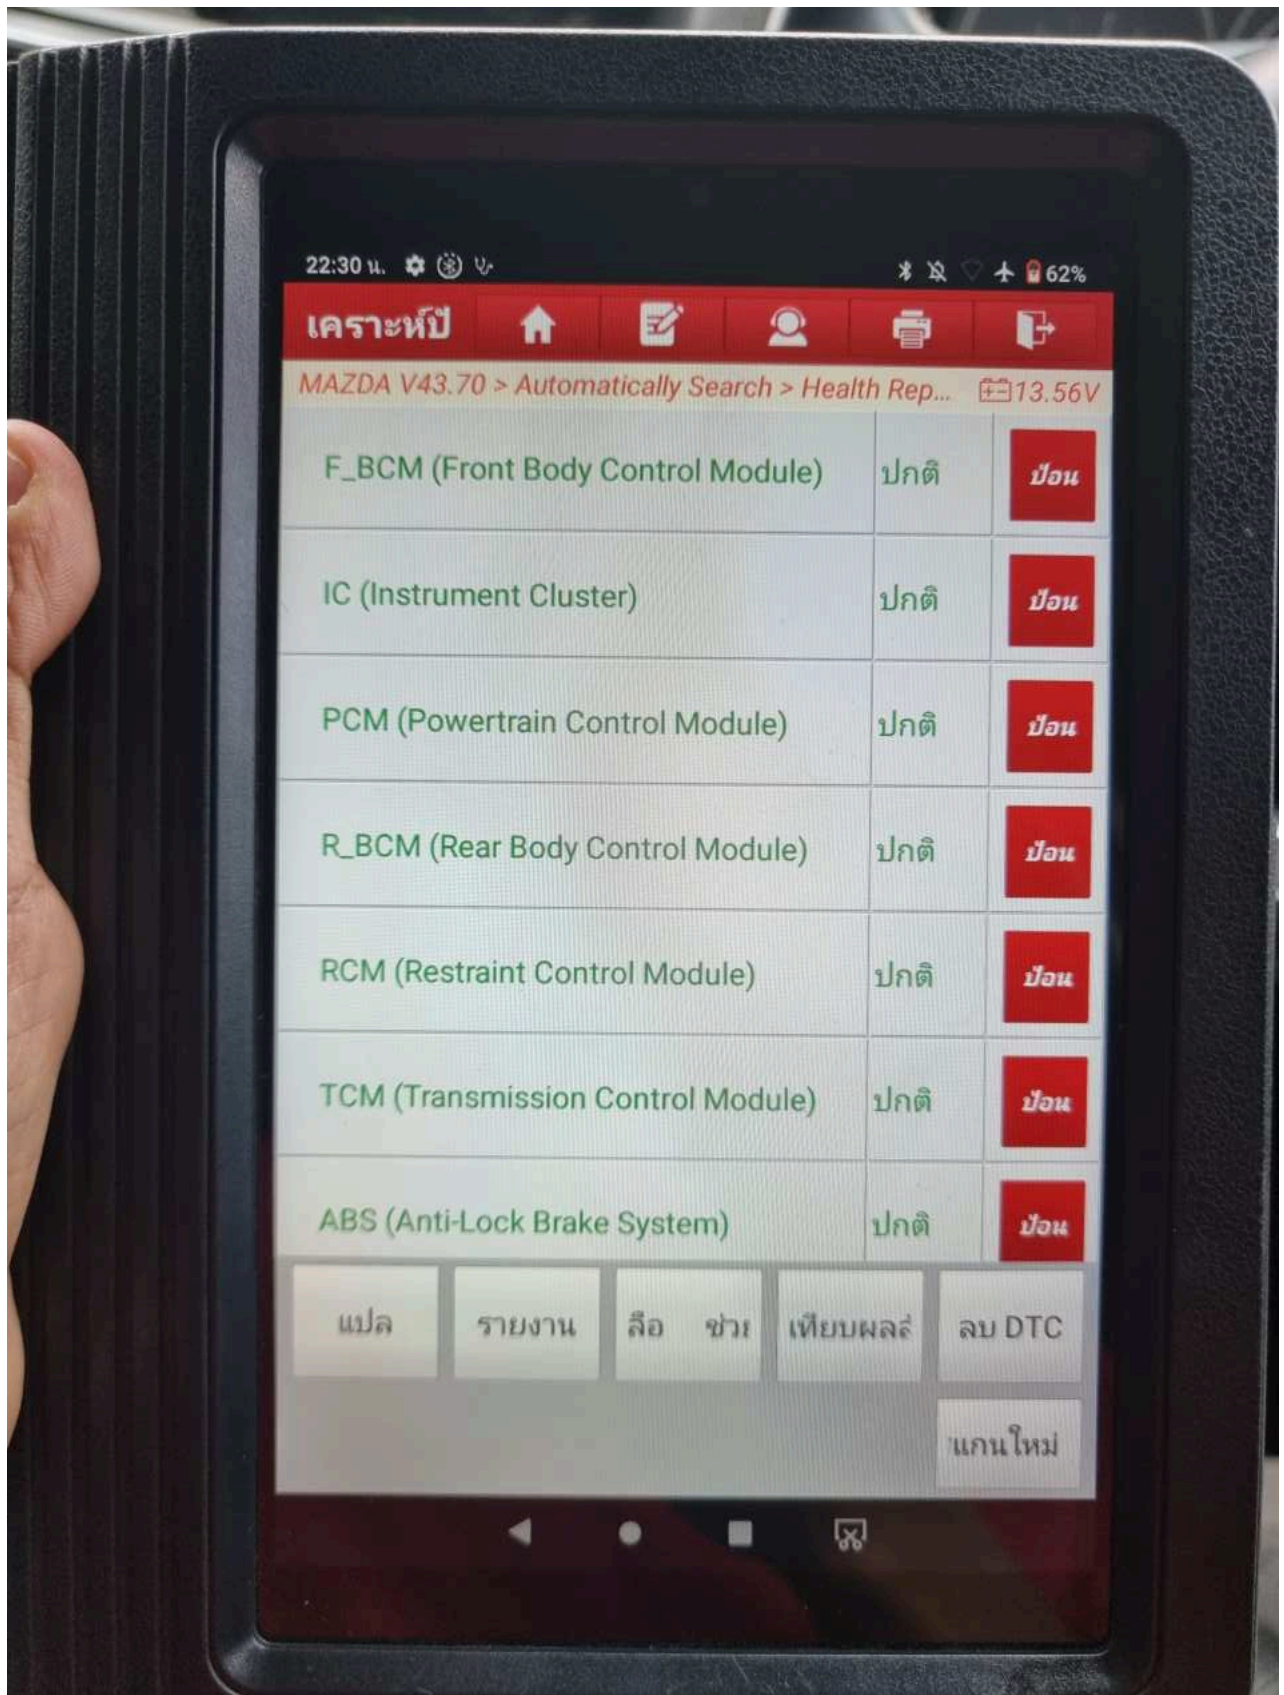 22:30 น. 62%
เคราะห์ปั
MAZDA V43.70 > Automatically Search > Health Rep... 13.56V
F_BCM (Front Body Control Module) ปกติ ป้อน
IC (Instrument Cluster) ปกติ ป้อน
PCM (Powertrain Control Module) ปกติ ป้อน
R_BCM (Rear Body Control Module) ปกติ ป้อน
RCM (Restraint Control Module) ปกติ ป้อน
TCM (Transmission Control Module) ปกติ ป้อน
ABS (Anti-Lock Brake System) ปกติ ป้อน
แปล รายงาน ลือ ช่วย เทียบผลส์ ลบ DTC
แกนใหม่